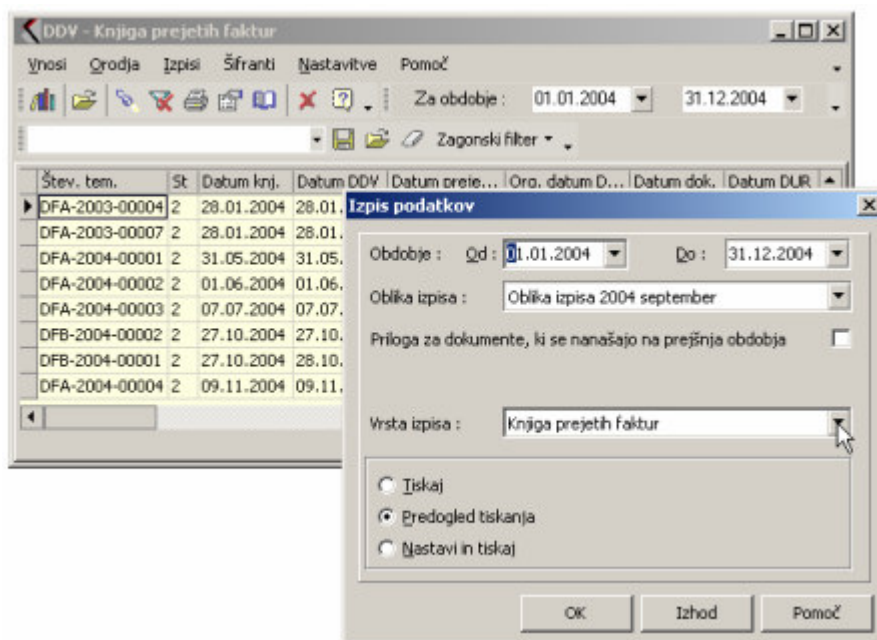 DDV - Knjiga prejetih faktur
Vnosi Orodja Izpisi Šifranti Nastavitve Pomoč
Za obdobje : 01.01.2004 31.12.2004
Zagonski filter
Štev. tem. St Datum knj. Datum DDV Datum preje... Org. datum D... Datum dok. Datum DUR
DFA-2003-00004 2 28.01.2004 28.01.
DFA-2003-00007 2 28.01.2004 28.01.
DFA-2004-00001 2 31.05.2004 31.05.
DFA-2004-00002 2 01.06.2004 01.06.
DFA-2004-00003 2 07.07.2004 07.07.
DFB-2004-00002 2 27.10.2004 27.10.
DFB-2004-00001 2 27.10.2004 28.10.
DFA-2004-00004 2 09.11.2004 09.11.
Izpis podatkov
Obdobje : Od : 01.01.2004 Do : 31.12.2004
Oblika izpisa : Oblika izpisa 2004 september
Priloga za dokumente, ki se nanašajo na prejšnja obdobja
Vrsta izpisa : Knjiga prejetih faktur
Tiskaj
Predogled tiskanja
Nastavi in tiskaj
OK Izhod Pomoč